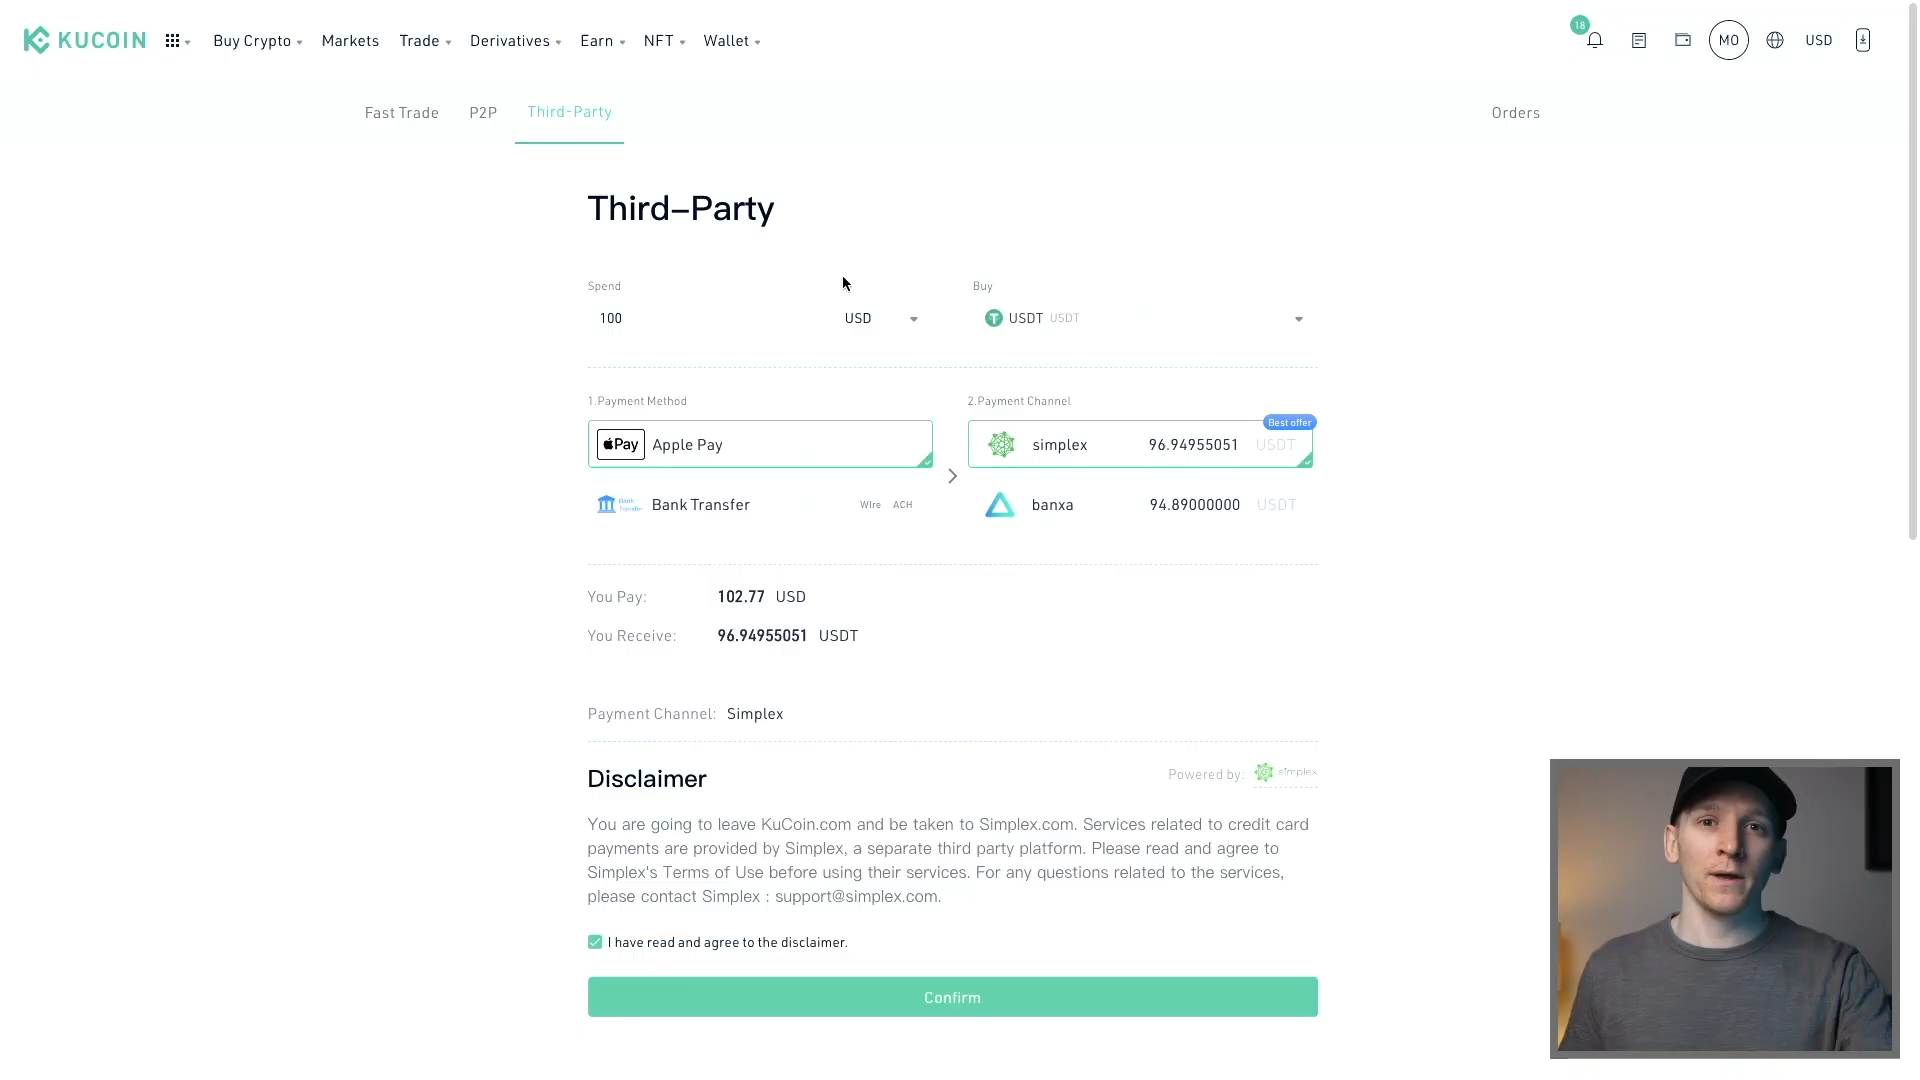 KUCOIN Buy Crypto Markets Trade Derivatives Earn NFT Wallet 18 MO USD
Fast Trade P2P Third-Party Orders
Third-Party
Spend Buy
100 USD USDT USDT
1.Payment Method 2.Payment Channel
Best offer
Pay Apple Pay simplex 96.94955051 USDT
Bank Transfer Bank Transfer WIre ACH banxa 94.89000000 USDT
You Pay: 102.77 USD
You Receive: 96.94955051 USDT
Payment Channel: Simplex
Disclaimer Powered by: simplex
You are going to leave KuCoin.com and be taken to Simplex.com. Services related to credit card
payments are provided by Simplex, a separate third party platform. Please read and agree to
Simplex's Terms of Use before using their services. For any questions related to the services,
please contact Simplex : support@simplex.com.
I have read and agree to the disclaimer.
Confirm